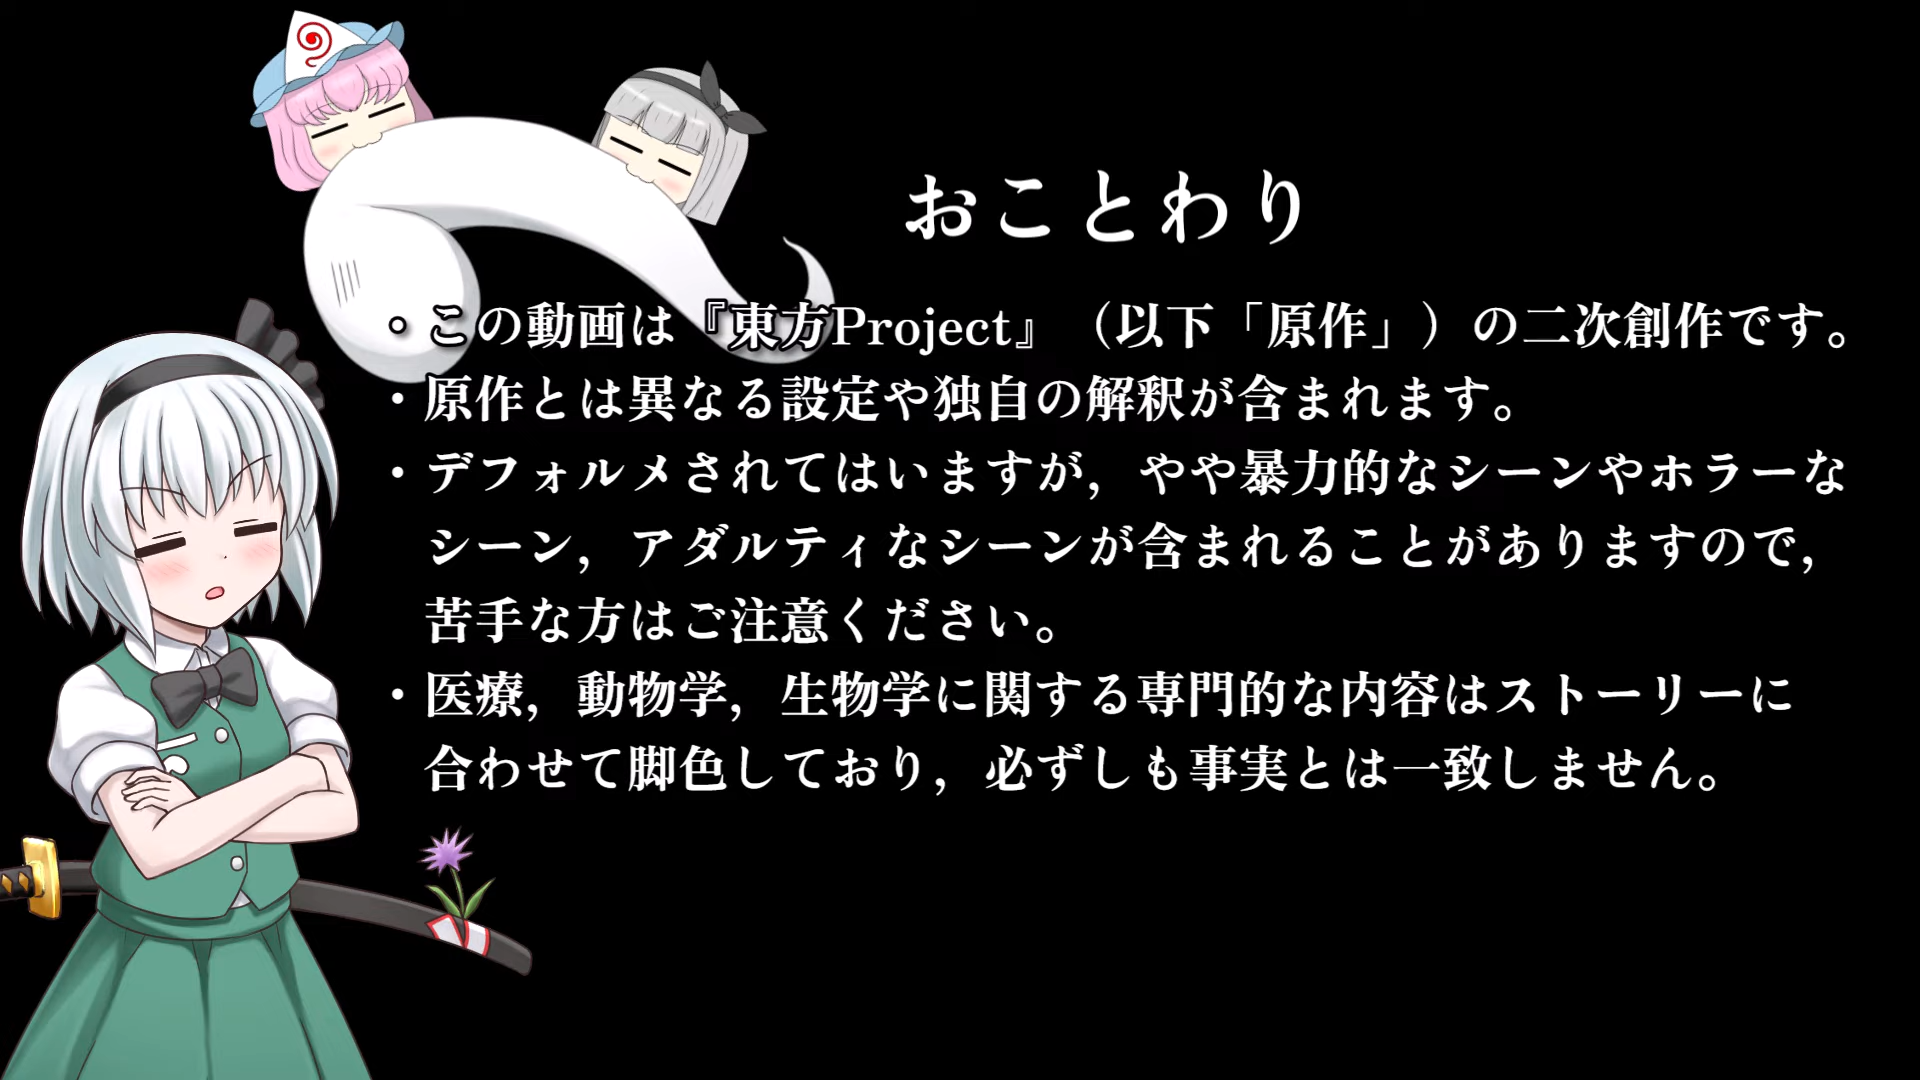 おことわり
・この動画は『東方Project』（以下「原作」）の二次創作です。
・原作とは異なる設定や独自の解釈が含まれます。
・デフォルメされてはいますが，やや暴力的なシーンやホラーな
シーン，アダルティなシーンが含まれることがありますので，
苦手な方はご注意ください。
・医療，動物学，生物学に関する専門的な内容はストーリーに
合わせて脚色しており，必ずしも事実とは一致しません。